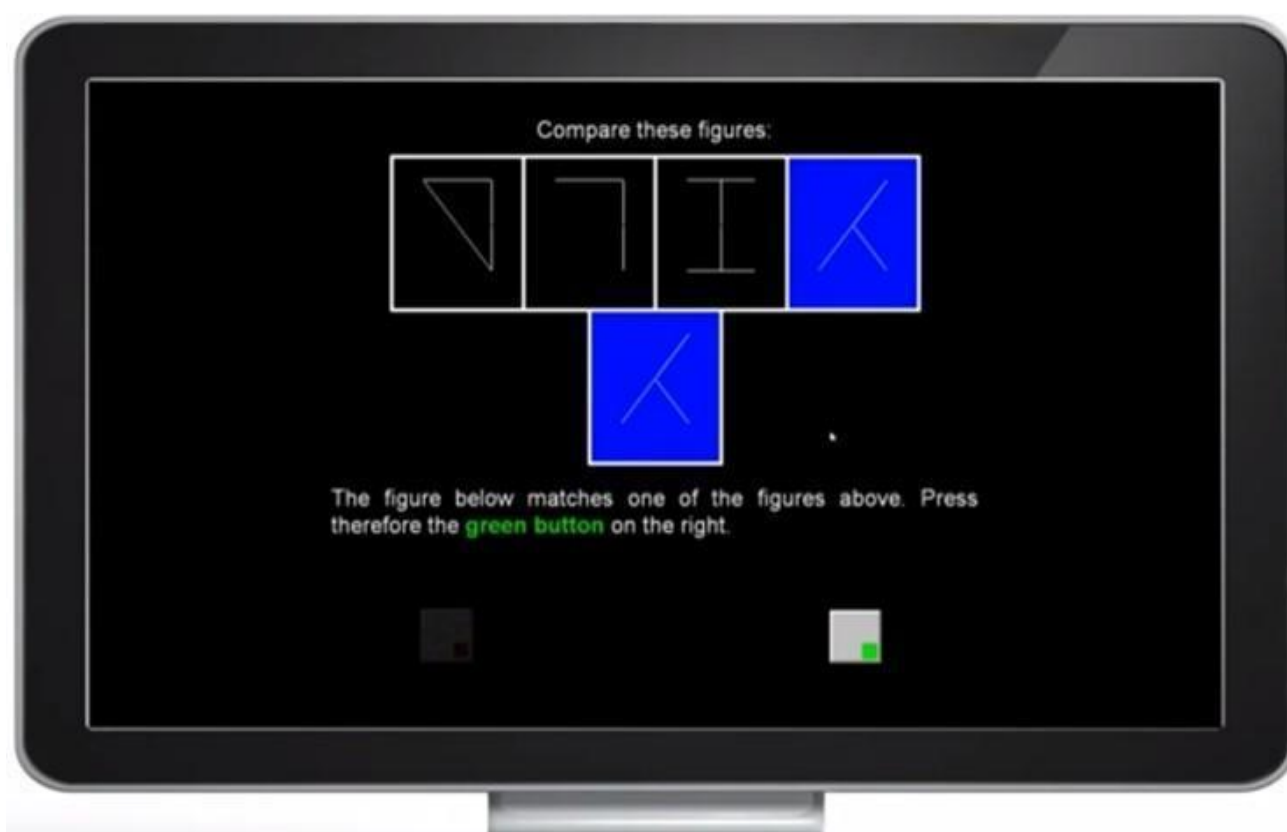 Compare these figures:
The figure below matches one of the figures above. Press
therefore the green button on the right.